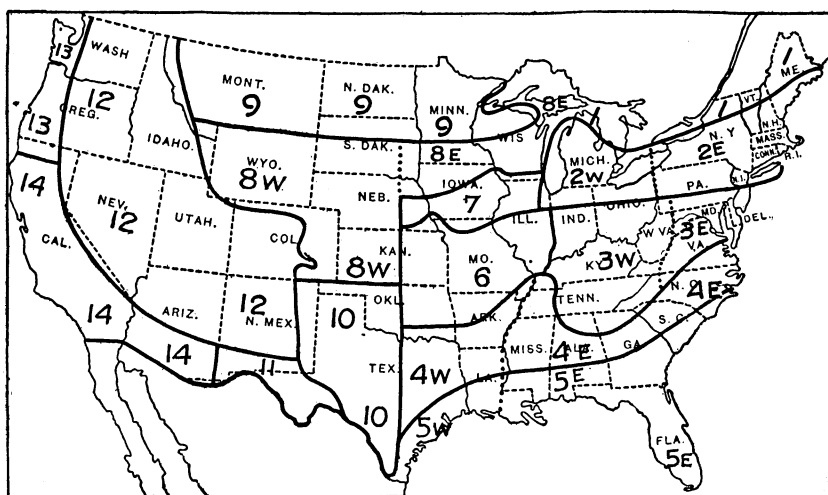 13 WASH
1
ME.
MONT.
N. DAK.
9
9
MINN.
9
8E
1
1
VT.
12
OREG.
13
IDAHO.
S. DAK.
8E
WIS
N.H.
MASS.
CONN.
R.I.
N.Y
2E
MICH.
2W
WYO.
8W
14
NEV.
12
UTAH.
NEB.
IOWA.
7
ILL.
IND.
OHIO.
PA.
N.J.
MD.
DEL.
CAL.
COL.
KAN.
8W
MO.
6
W VA.
3E
VA.
KY.
3W
14
ARIZ.
12
N. MEX.
10
OKL.
ARK.
TENN.
N. C.
4E
S. C.
14
11
TEX.
10
4W
LA.
MISS.
ALA.
4E
GA.
5E
5W
FLA.
5E